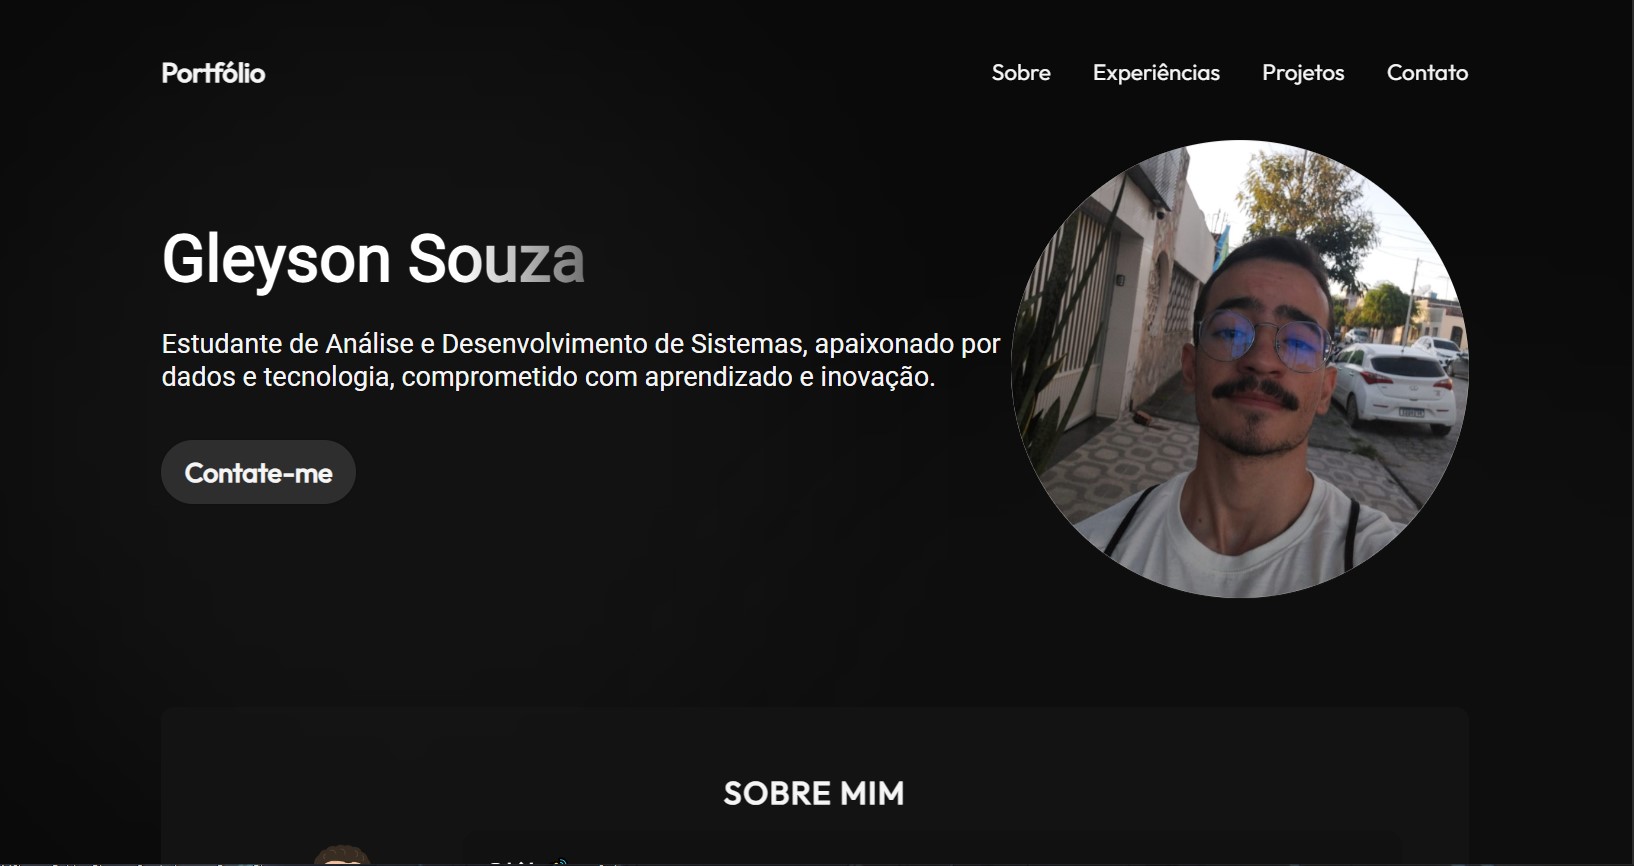 Portfólio
Sobre
Experiências
Projetos
Contato
Gleyson Souza
Estudante de Análise e Desenvolvimento de Sistemas, apaixonado por
dados e tecnologia, comprometido com aprendizado e inovação.
Contate-me
SOBRE MIM